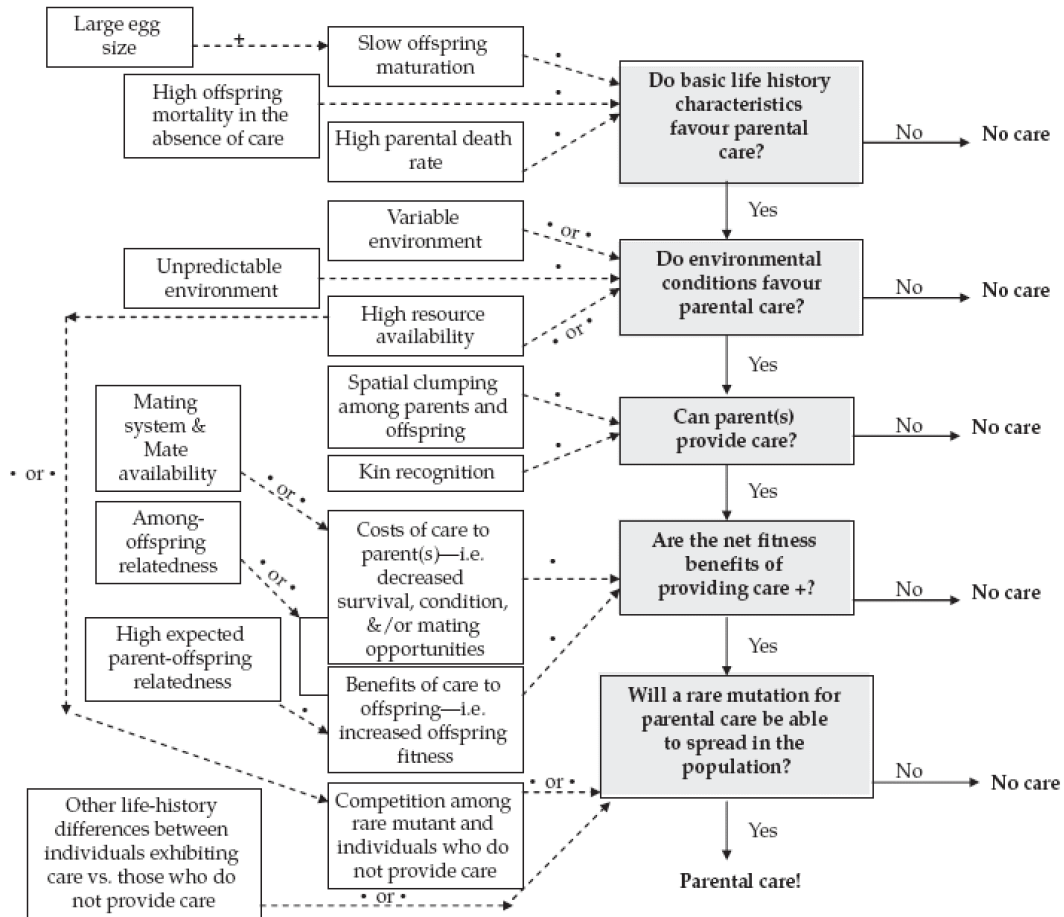 Large egg
size
+
Slow offspring
maturation
•
High offspring
mortality in the
absence of care
•
High parental death
rate
•
Do basic life history
characteristics
favour parental
care?
No
No care
Yes
Variable
environment
• or •
Unpredictable
environment
•
High resource
availability
• or •
Do environmental
conditions favour
parental care?
No
No care
Yes
• or •
Spatial clumping
among parents and
offspring
•
Kin recognition
•
Can parent(s)
provide care?
No
No care
Yes
Mating
system &
Mate
availability
• or •
Among-
offspring
relatedness
• or •
High expected
parent-offspring
relatedness
•
Costs of care to
parent(s)—i.e.
decreased
survival, condition,
&/or mating
opportunities
•
Benefits of care to
offspring—i.e.
increased offspring
fitness
•
Are the net fitness
benefits of
providing care +?
No
No care
Yes
Competition among
rare mutant and
individuals who do
not provide care
• or •
Other life-history
differences between
individuals exhibiting
care vs. those who do
not provide care
• or •
Will a rare mutation for
parental care be able
to spread in the
population?
No
No care
Yes
Parental care!